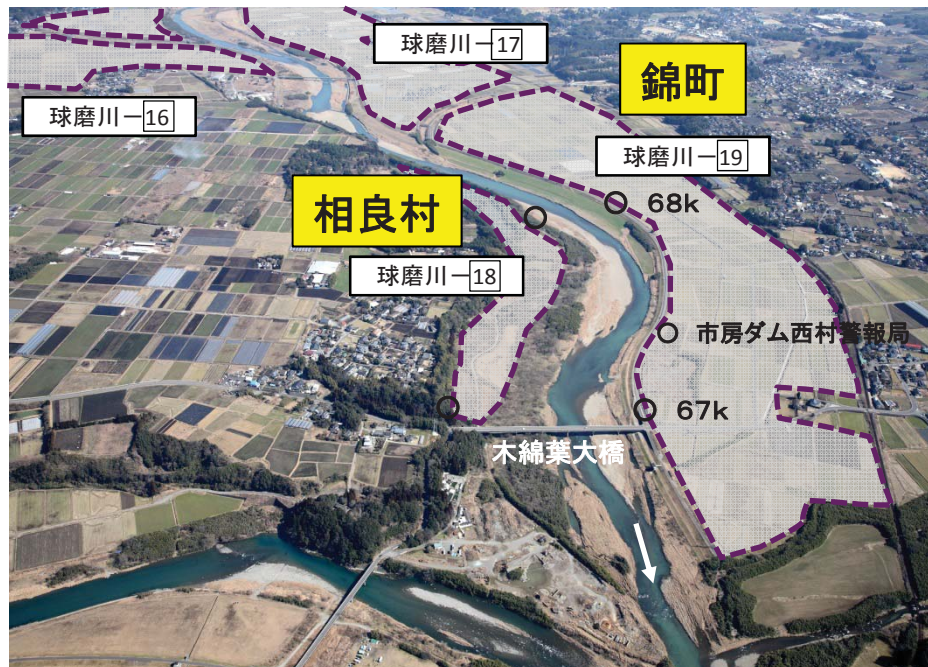 球磨川ー17
錦町
球磨川ー16
球磨川ー19
相良村
68k
球磨川ー18
市房ダム西村警報局
67k
木綿葉大橋